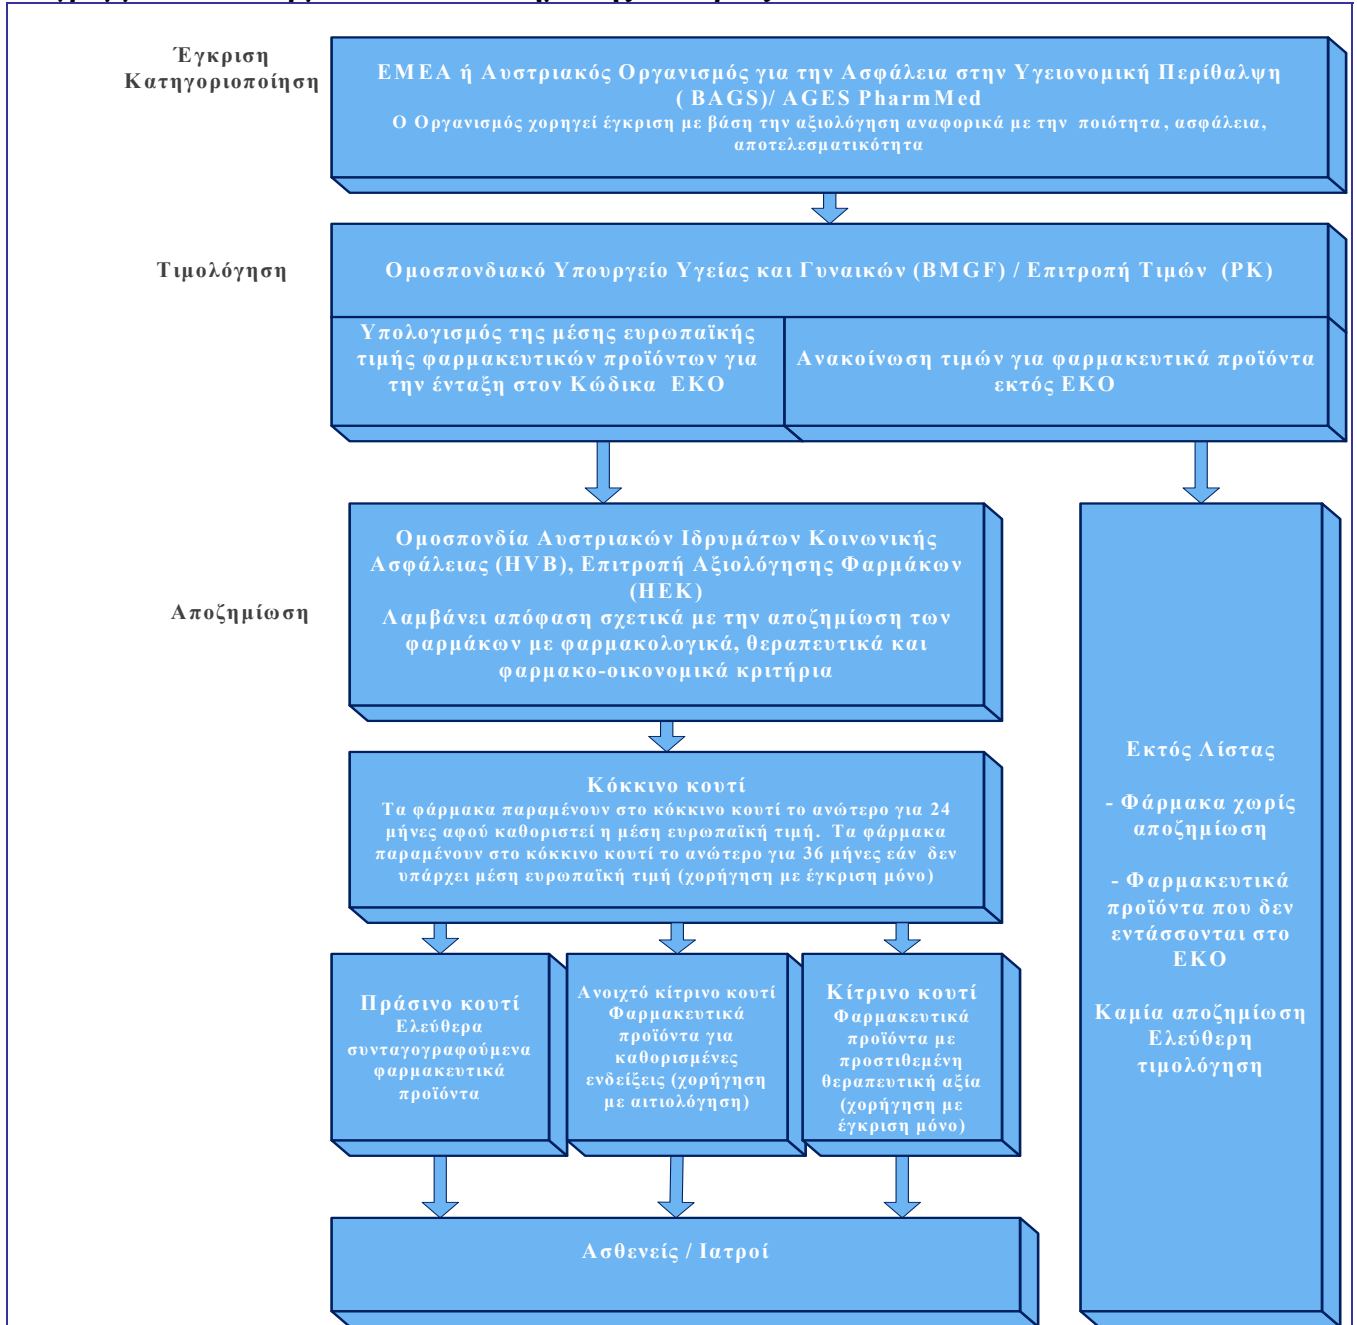 Έγκριση
Κατηγοριοποίηση
ΕΜΕΑ ή Αυστριακός Οργανισμός για την Ασφάλεια στην Υγειονομική Περίθαλψη
( BAGS)/ AGES PharmMed
Ο Οργανισμός χορηγεί έγκριση με βάση την αξιολόγηση αναφορικά με την ποιότητα, ασφάλεια,
αποτελεσματικότητα
Τιμολόγηση
Ομοσπονδιακό Υπουργείο Υγείας και Γυναικών (BMGF) / Επιτροπή Τιμών (PK)
Υπολογισμός της μέσης ευρωπαϊκής
τιμής φαρμακευτικών προϊόντων για
την ένταξη στον Κώδικα ΕΚΟ
Ανακοίνωση τιμών για φαρμακευτικά προϊόντα
εκτός ΕΚΟ
Αποζημίωση
Ομοσπονδία Αυστριακών Ιδρυμάτων Κοινωνικής
Ασφάλειας (HVB), Επιτροπή Αξιολόγησης Φαρμάκων
(HEK)
Λαμβάνει απόφαση σχετικά με την αποζημίωση των
φαρμάκων με φαρμακολογικά, θεραπευτικά και
φαρμακο-οικονομικά κριτήρια
Κόκκινο κουτί
Τα φάρμακα παραμένουν στο κόκκινο κουτί το ανώτερο για 24
μήνες αφού καθοριστεί η μέση ευρωπαϊκή τιμή. Τα φάρμακα
παραμένουν στο κόκκινο κουτί το ανώτερο για 36 μήνες εάν δεν
υπάρχει μέση ευρωπαϊκή τιμή (χορήγηση με έγκριση μόνο)
Πράσινο κουτί
Ελεύθερα
συνταγογραφούμενα
φαρμακευτικά
προϊόντα
Ανοιχτό κίτρινο κουτί
Φαρμακευτικά
προϊόντα για
καθορισμένες
ενδείξεις (χορήγηση
με αιτιολόγηση)
Κίτρινο κουτί
Φαρμακευτικά
προϊόντα με
προστιθεμένη
θεραπευτική αξία
(χορήγηση με
έγκριση μόνο)
Εκτός Λίστας
- Φάρμακα χωρίς
αποζημίωση
- Φαρμακευτικά
προϊόντα που δεν
εντάσσονται στο
ΕΚΟ
Καμία αποζημίωση
Ελεύθερη
τιμολόγηση
Ασθενείς / Ιατροί